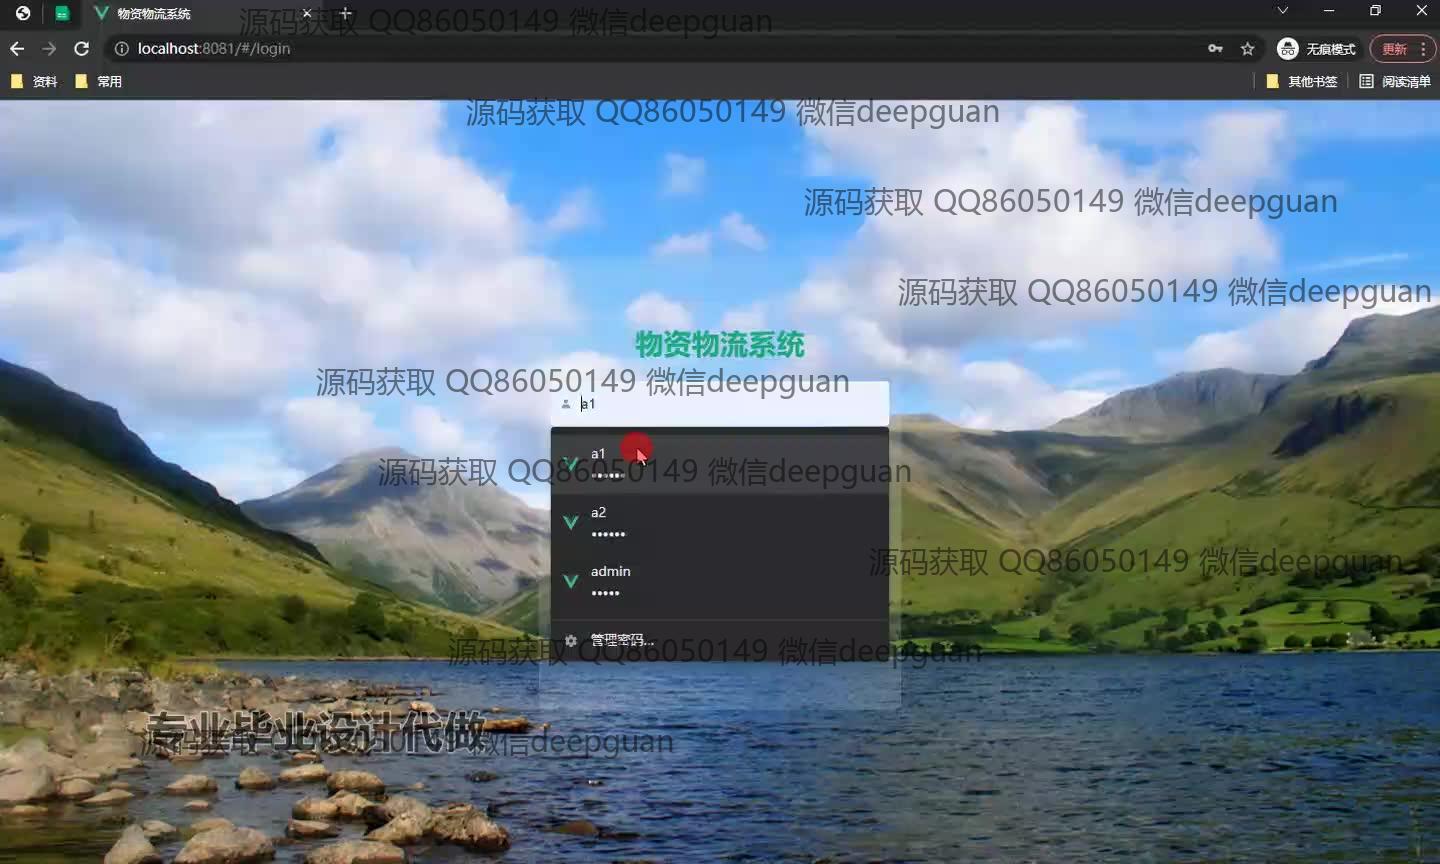 物资物流系统
源码获取 QQ86050149 微信deepguan
localhost:8081/#/login
无痕模式
更新
资料
常用
其他书签
阅读清单
源码获取 QQ86050149 微信deepguan
源码获取 QQ86050149 微信deepguan
源码获取 QQ86050149 微信deepguan
物资物流系统
源码获取 QQ86050149 微信deepguan
a1
a1
源码获取 QQ86050149 微信deepguan
a2
源码获取 QQ86050149 微信deepguan
admin
管理密码...
源码获取 QQ86050149 微信deepguan
专业毕业设计代做
源码获取 QQ86050149 微信deepguan